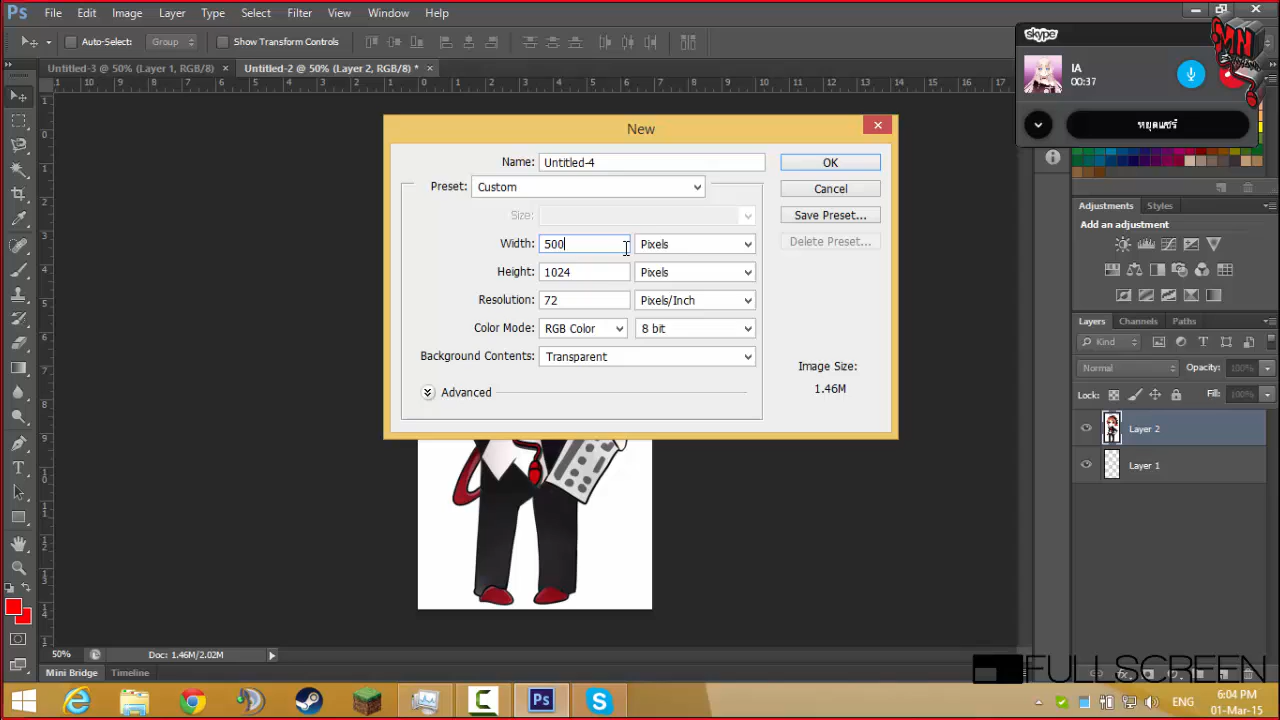 Ps File Edit Image Layer Type Select Filter View Window Help
Auto-Select: Group Show Transform Controls
skype
MN
IA
00:37
หยุดแชร์
Untitled-3 @ 50% (Layer 1, RGB/8) × Untitled-2 @ 50% (Layer 2, RGB/8) * ×
New
Name: Untitled-4 OK
Preset: Custom Cancel
Size: Save Preset...
Width: 500 Pixels Delete Preset...
Height: 1024 Pixels
Resolution: 72 Pixels/Inch
Color Mode: RGB Color 8 bit
Background Contents: Transparent
Image Size:
1.46M
Advanced
Adjustments Styles
Add an adjustment
Layers Channels Paths
Kind
Normal Opacity: 100%
Lock: Fill: 100%
Layer 2
Layer 1
50% Doc: 1.46M/2.02M
Mini Bridge Timeline
FULLSCREEN
ENG 6:04 PM
01-Mar-15